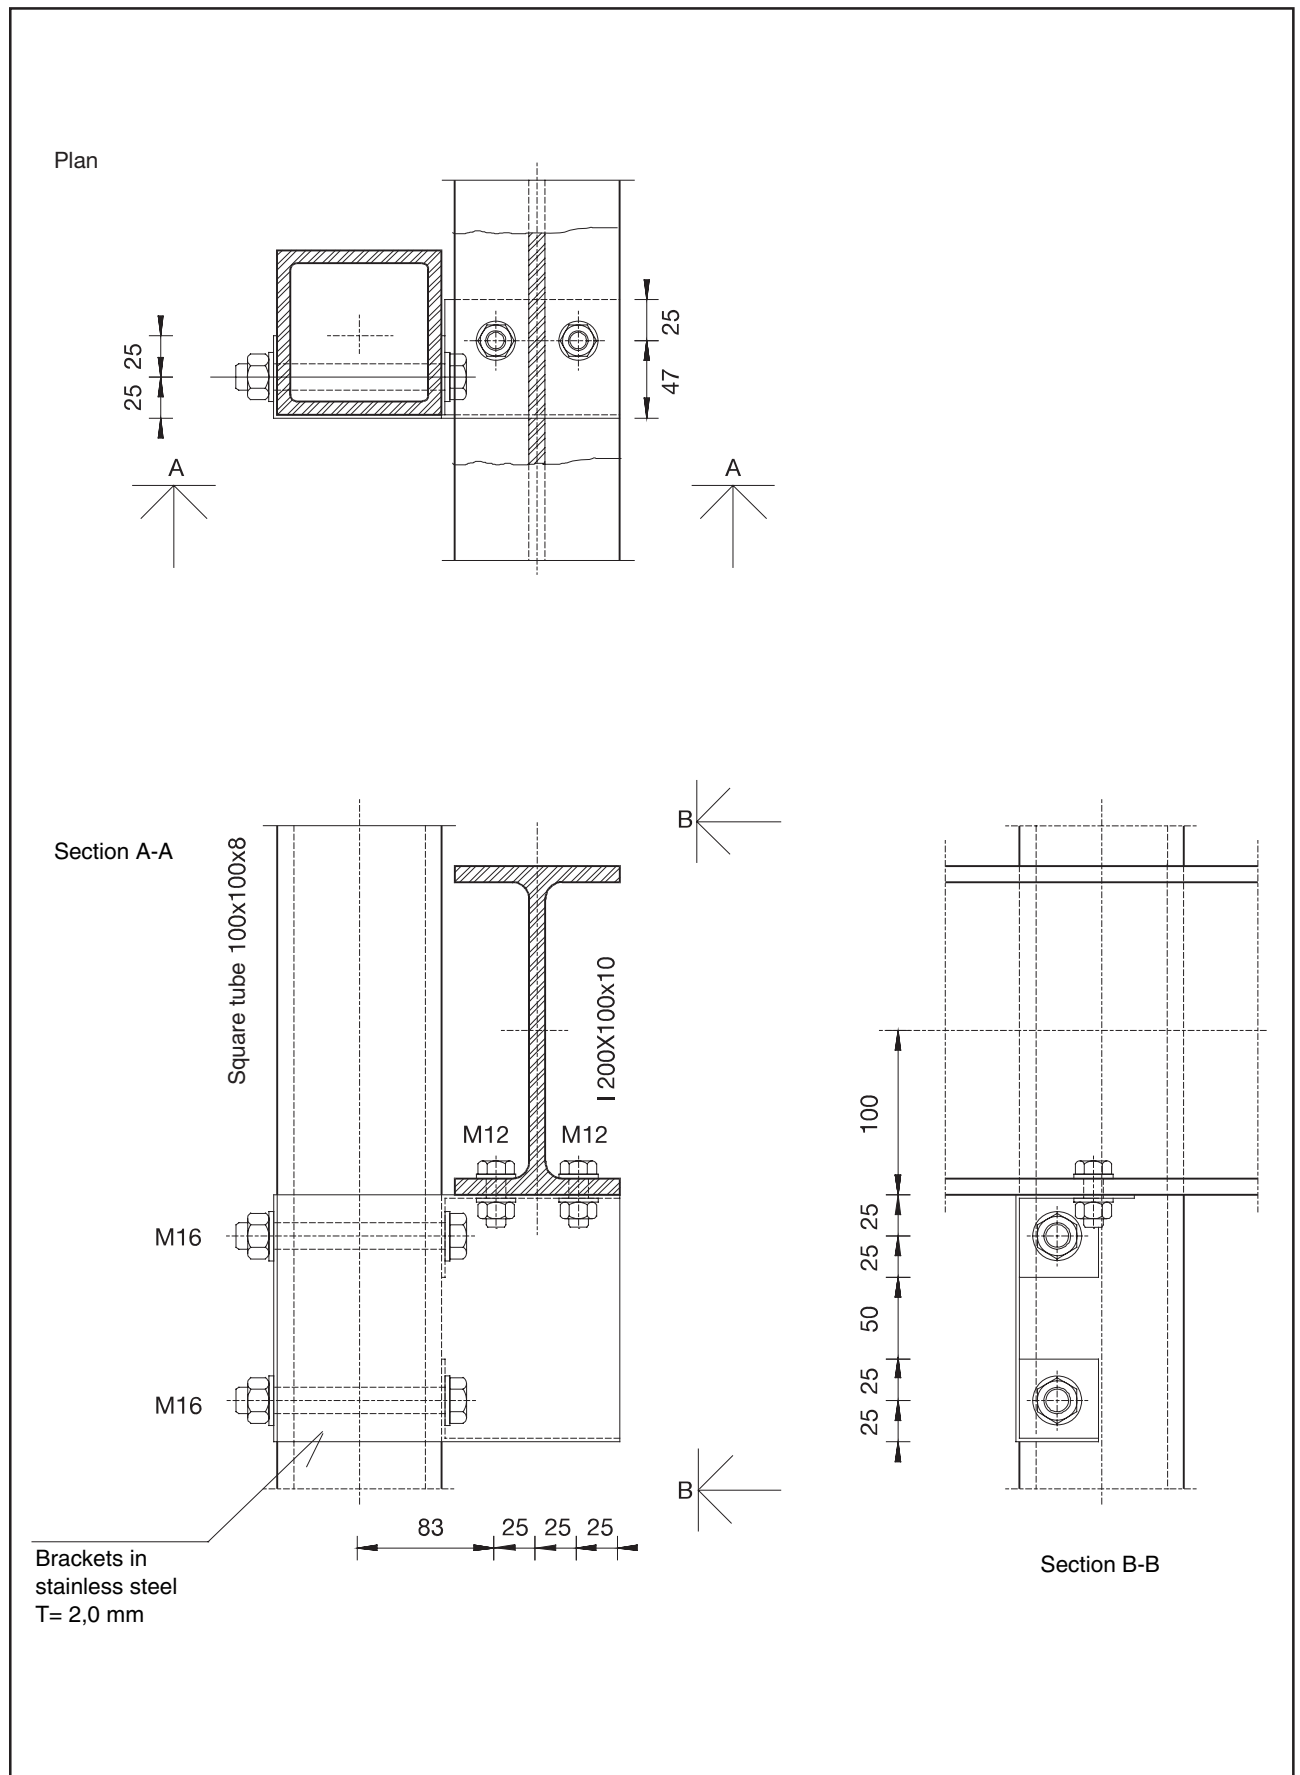 Plan
25
25
25
47
A
A
B
Section A-A
Square tube 100x100x8
I 200X100x10
M12
M12
100
25
25
50
25
25
M16
M16
B
83
25
25
25
Brackets in
stainless steel
T= 2,0 mm
Section B-B